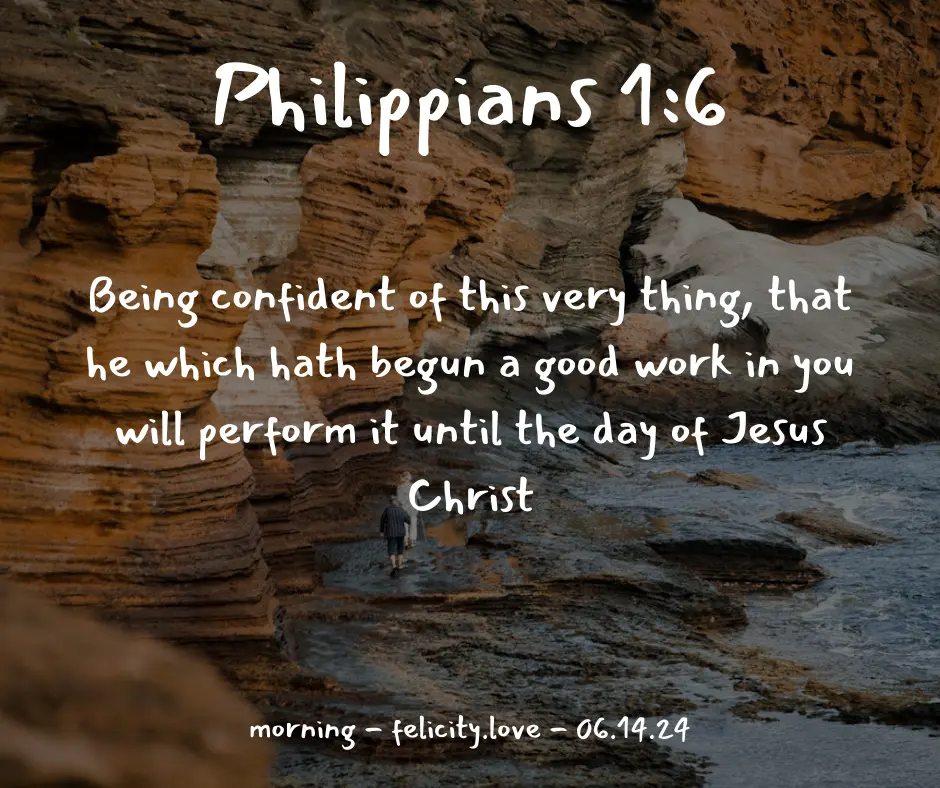 Philippians 1:6
Being confident of this very thing, that
he which hath begun a good work in you
will perform it until the day of Jesus
Christ
morning – felicity.love – 06.14.24